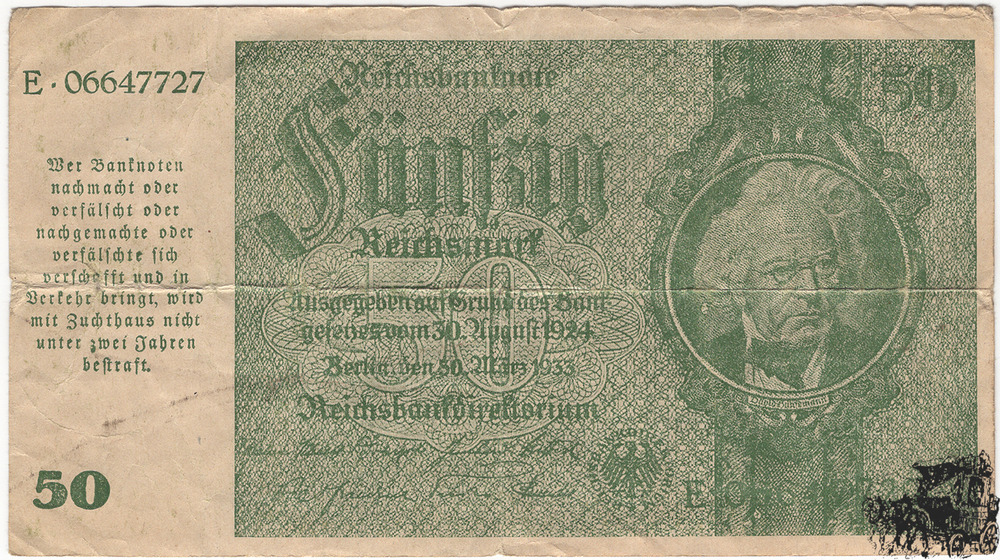 E·06647727
Wer Banknoten
nachmacht oder
verfälscht oder
nachgemachte oder
verfälschte sich
verschafft und in
Verkehr bringt, wird
mit Zuchthaus nicht
unter zwei Jahren
bestraft.
50
Reichsbanknote
Fünfzig
Reichsmark
50
Ausgegeben auf Grund des Bank-
gesetzes vom 30. August 1924
Berlin, den 30. März 1933
Reichsbankdirektorium
50
E